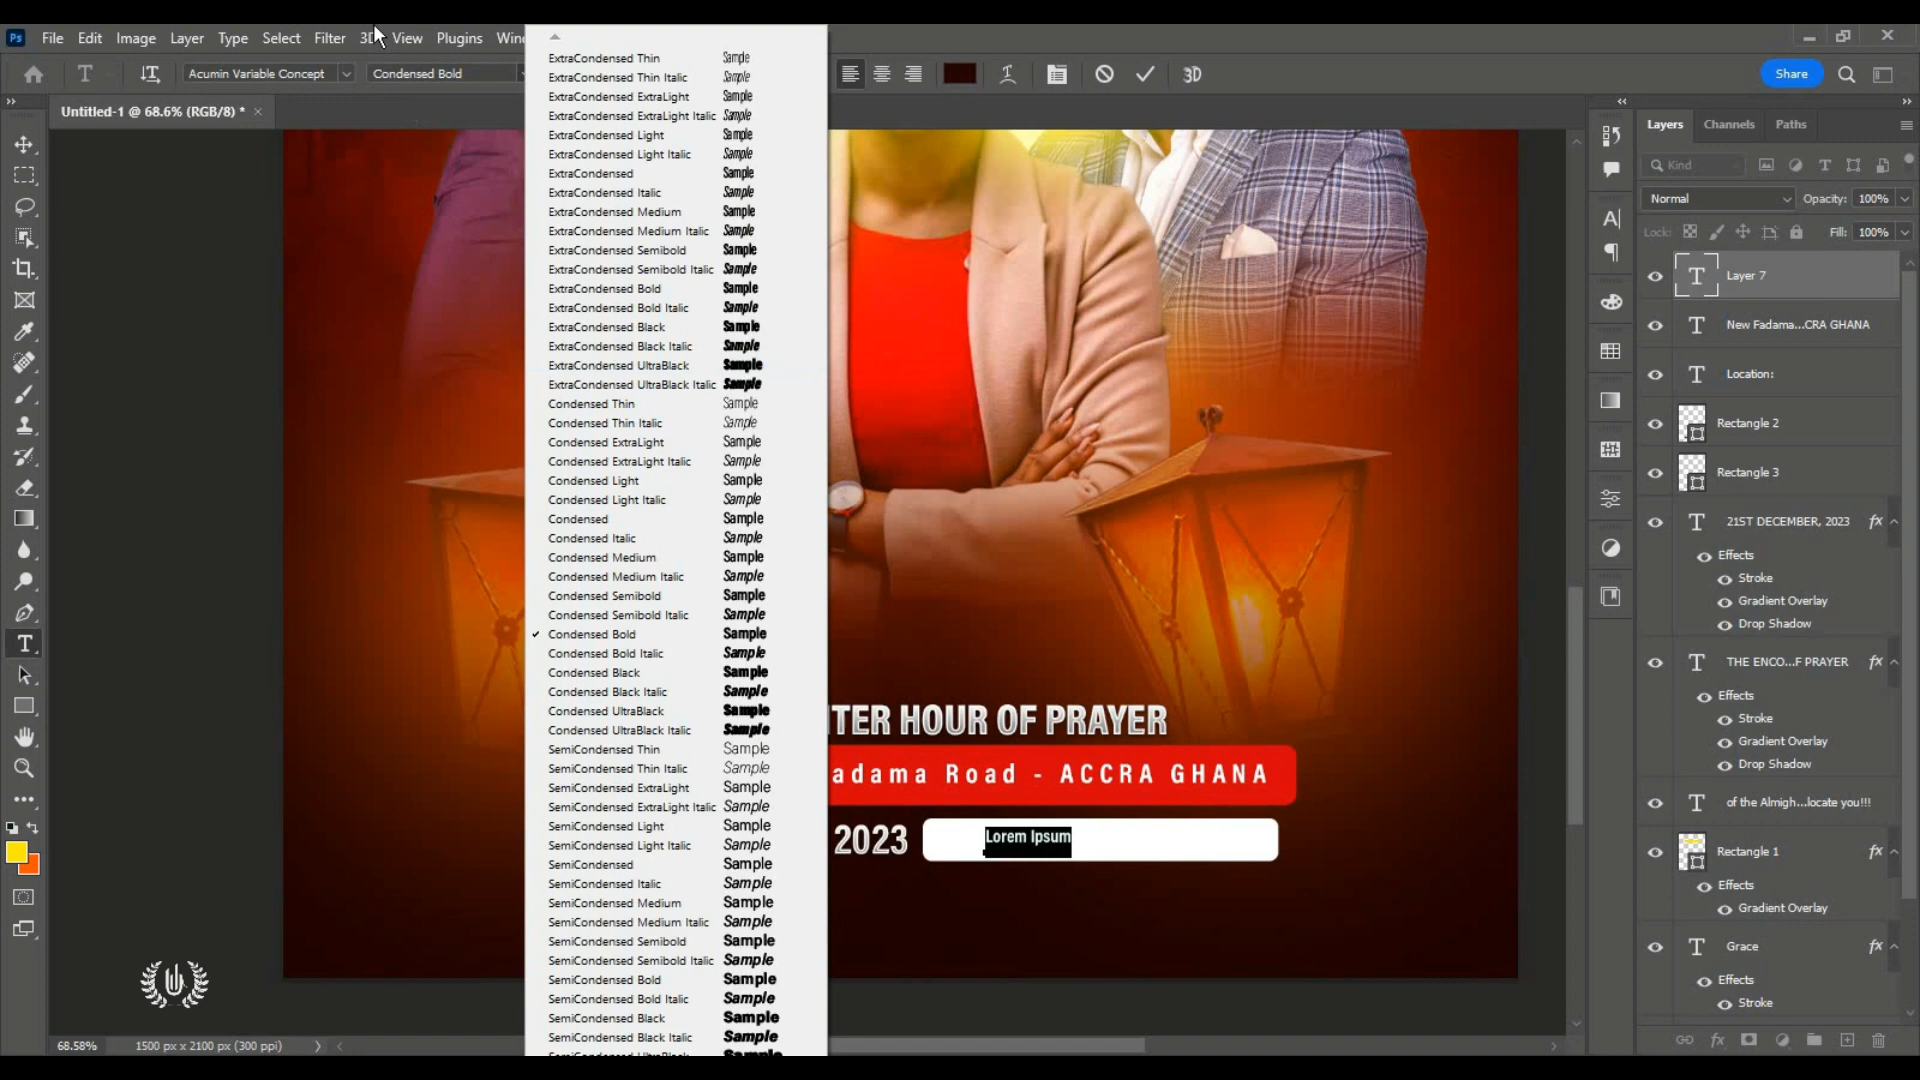 Ps File Edit Image Layer Type Select Filter 3D View Plugins Wind
Acumin Variable Concept Condensed Bold 3D Share
Untitled-1 @ 68.6% (RGB/8) *
ExtraCondensed Thin Sample
ExtraCondensed Thin Italic Sample
ExtraCondensed ExtraLight Sample
ExtraCondensed ExtraLight Italic Sample
ExtraCondensed Light Sample
ExtraCondensed Light Italic Sample
ExtraCondensed Sample
ExtraCondensed Italic Sample
ExtraCondensed Medium Sample
ExtraCondensed Medium Italic Sample
ExtraCondensed Semibold Sample
ExtraCondensed Semibold Italic Sample
ExtraCondensed Bold Sample
ExtraCondensed Bold Italic Sample
ExtraCondensed Black Sample
ExtraCondensed Black Italic Sample
ExtraCondensed UltraBlack Sample
ExtraCondensed UltraBlack Italic Sample
Condensed Thin Sample
Condensed Thin Italic Sample
Condensed ExtraLight Sample
Condensed ExtraLight Italic Sample
Condensed Light Sample
Condensed Light Italic Sample
Condensed Sample
Condensed Italic Sample
Condensed Medium Sample
Condensed Medium Italic Sample
Condensed Semibold Sample
Condensed Semibold Italic Sample
Condensed Bold Sample
Condensed Bold Italic Sample
Condensed Black Sample
Condensed Black Italic Sample
Condensed UltraBlack Sample
Condensed UltraBlack Italic Sample
SemiCondensed Thin Sample
SemiCondensed Thin Italic Sample
SemiCondensed ExtraLight Sample
SemiCondensed ExtraLight Italic Sample
SemiCondensed Light Sample
SemiCondensed Light Italic Sample
SemiCondensed Sample
SemiCondensed Italic Sample
SemiCondensed Medium Sample
SemiCondensed Medium Italic Sample
SemiCondensed Semibold Sample
SemiCondensed Semibold Italic Sample
SemiCondensed Bold Sample
SemiCondensed Bold Italic Sample
SemiCondensed Black Sample
SemiCondensed Black Italic Sample
TER HOUR OF PRAYER
adama Road - ACCRA GHANA
2023
Lorem Ipsum
Layers Channels Paths
Kind
Normal Opacity: 100%
Lock: Fill: 100%
Layer 7
New Fadama...CRA GHANA
Location:
Rectangle 2
Rectangle 3
21ST DECEMBER, 2023 fx
Effects
Stroke
Gradient Overlay
Drop Shadow
THE ENCO...F PRAYER fx
Effects
Stroke
Gradient Overlay
Drop Shadow
of the Almigh...locate you!!!
Rectangle 1 fx
Effects
Gradient Overlay
Grace fx
Effects
Stroke
68.58% 1500 px x 2100 px (300 ppi)